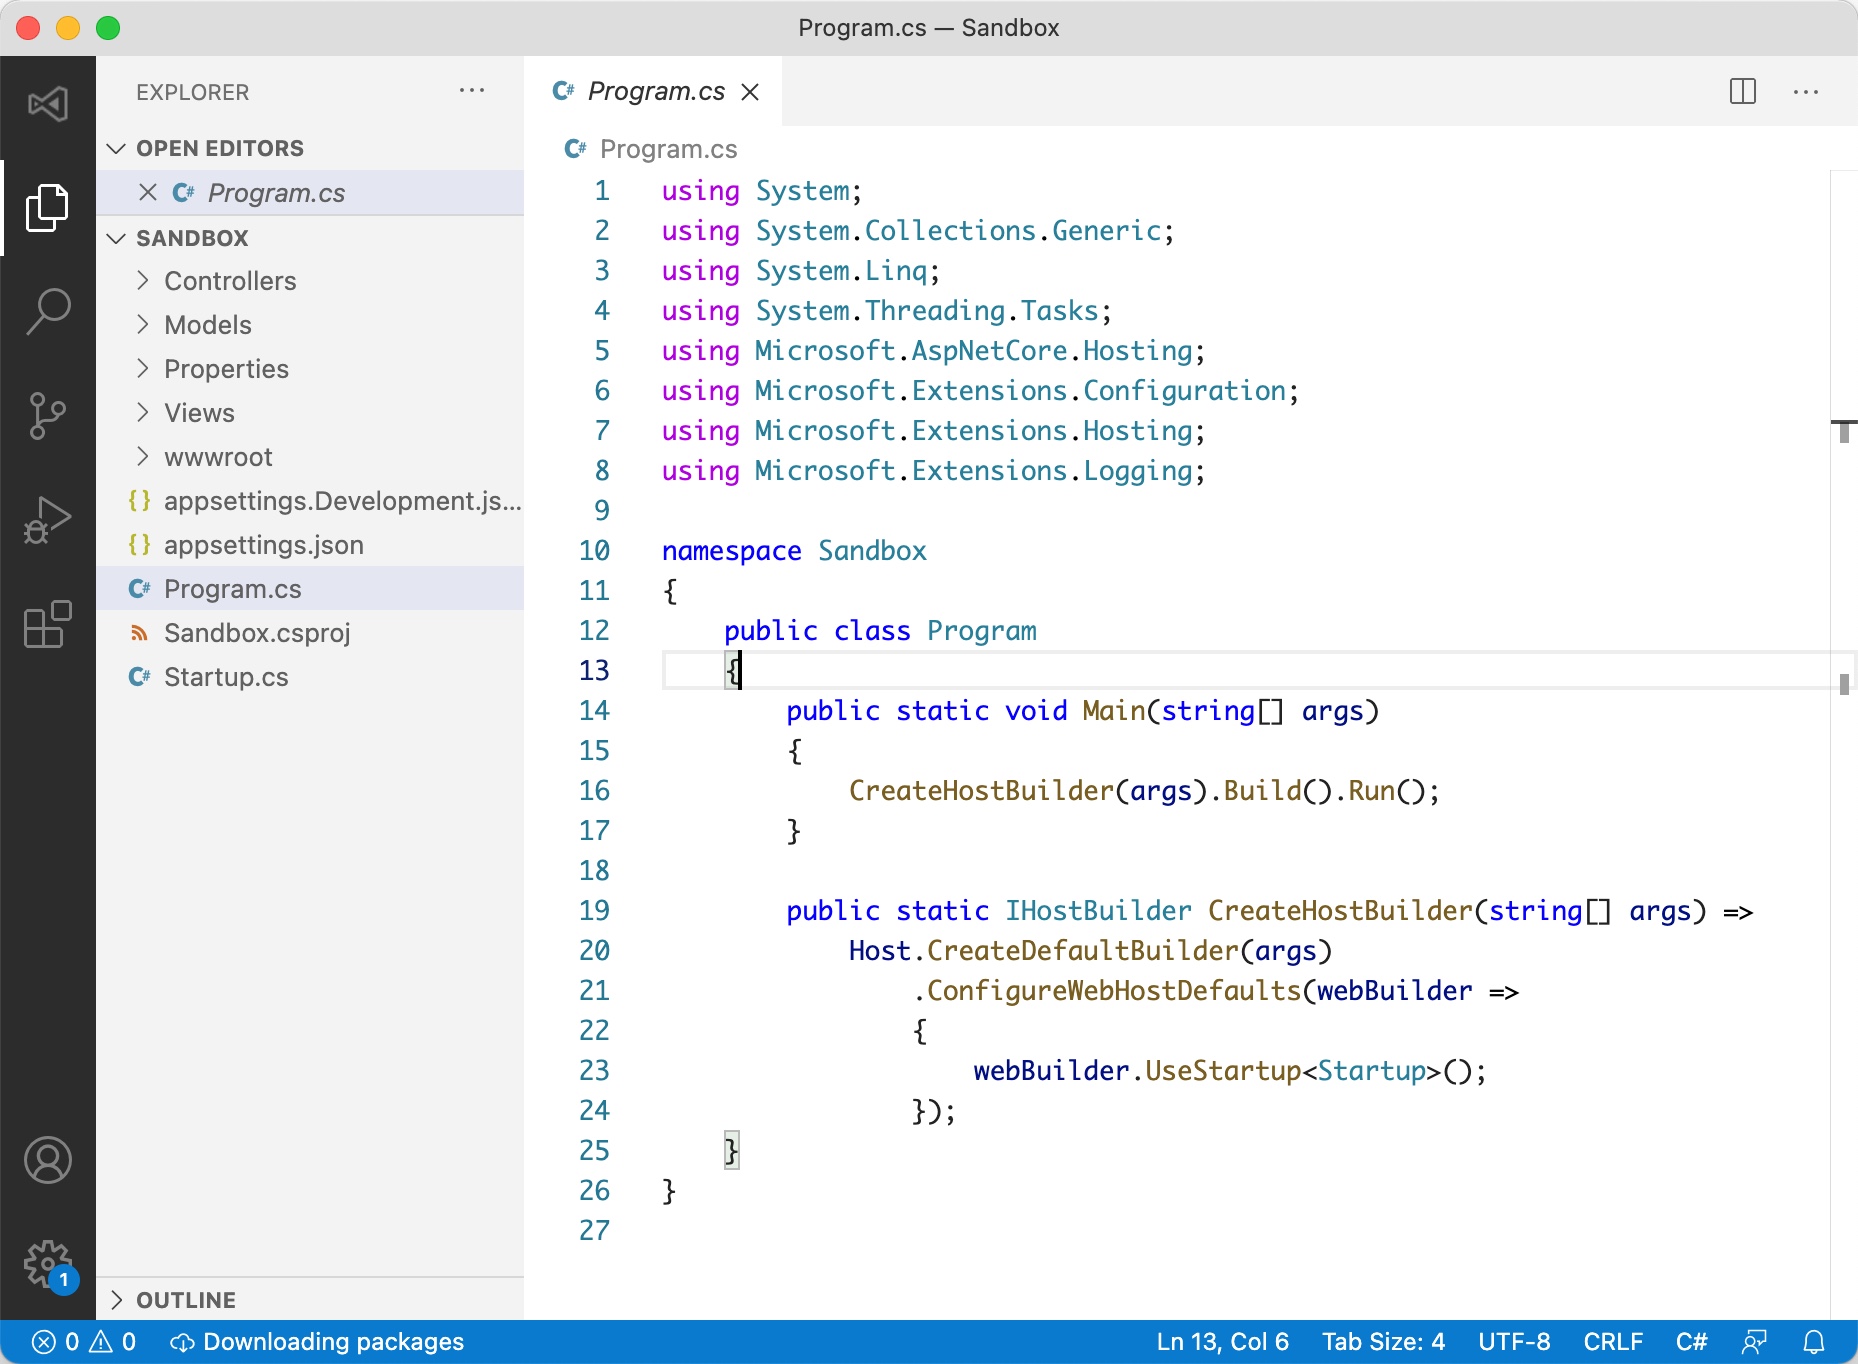 Program.cs — Sandbox
EXPLORER
OPEN EDITORS
Program.cs
SANDBOX
Controllers
Models
Properties
Views
wwwroot
appsettings.Development.js...
appsettings.json
Program.cs
Sandbox.csproj
Startup.cs
OUTLINE
Program.cs
Program.cs
1 using System;
2 using System.Collections.Generic;
3 using System.Linq;
4 using System.Threading.Tasks;
5 using Microsoft.AspNetCore.Hosting;
6 using Microsoft.Extensions.Configuration;
7 using Microsoft.Extensions.Hosting;
8 using Microsoft.Extensions.Logging;
9
10 namespace Sandbox
11 {
12     public class Program
13     {
14         public static void Main(string[] args)
15         {
16             CreateHostBuilder(args).Build().Run();
17         }
18
19         public static IHostBuilder CreateHostBuilder(string[] args) =>
20             Host.CreateDefaultBuilder(args)
21                 .ConfigureWebHostDefaults(webBuilder =>
22                 {
23                     webBuilder.UseStartup<Startup>();
24                 });
25     }
26 }
27
1
0 0 Downloading packages Ln 13, Col 6 Tab Size: 4 UTF-8 CRLF C#